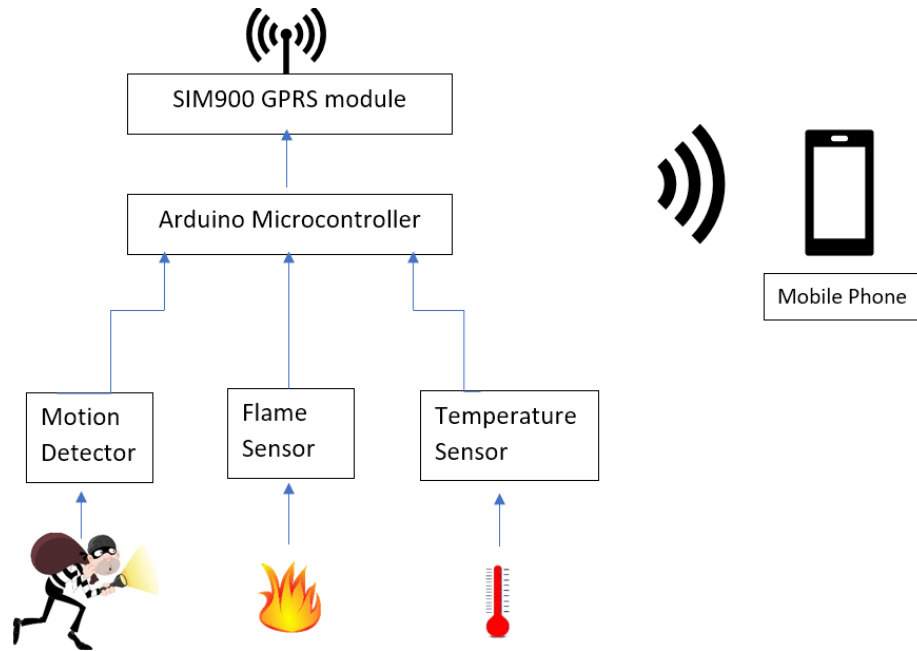 SIM900 GPRS module
Arduino Microcontroller
Mobile Phone
Motion
Detector
Flame
Sensor
Temperature
Sensor